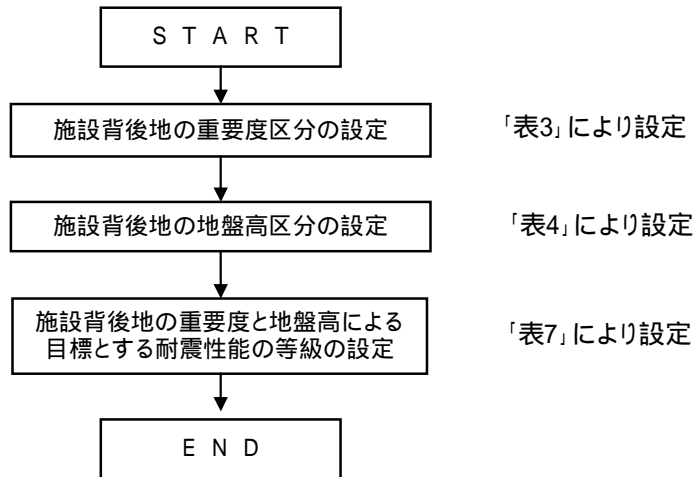 S T A R T
施設背後地の重要度区分の設定 「表3」により設定
施設背後地の地盤高区分の設定 「表4」により設定
施設背後地の重要度と地盤高による
目標とする耐震性能の等級の設定
「表7」により設定
E N D